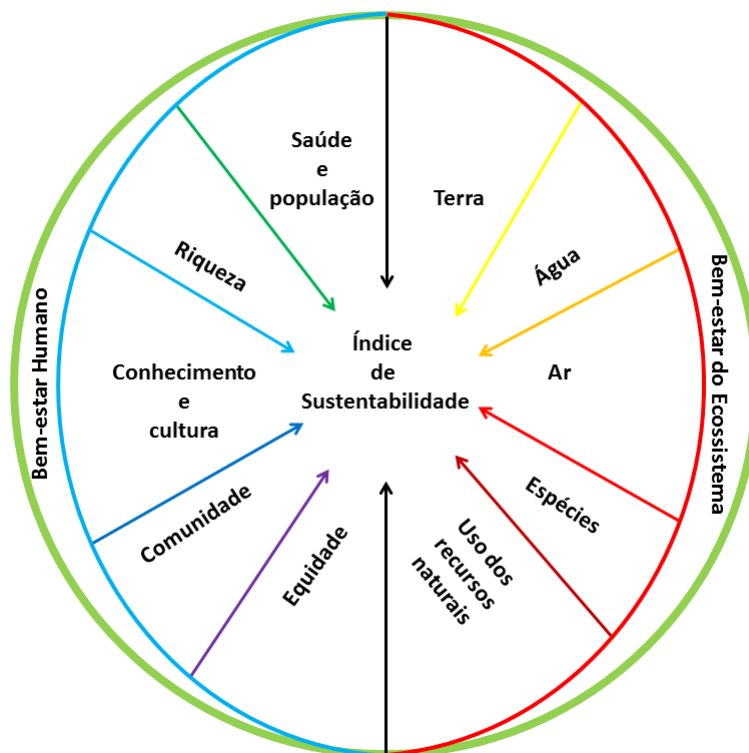 Saúde
e
população
Terra
Riqueza
Água
Bem-estar Humano
Bem-estar do Ecossistema
Índice
de
Sustentabilidade
Conhecimento
e
cultura
Ar
Comunidade
Equidade
Espécies
Uso dos
recursos
naturais